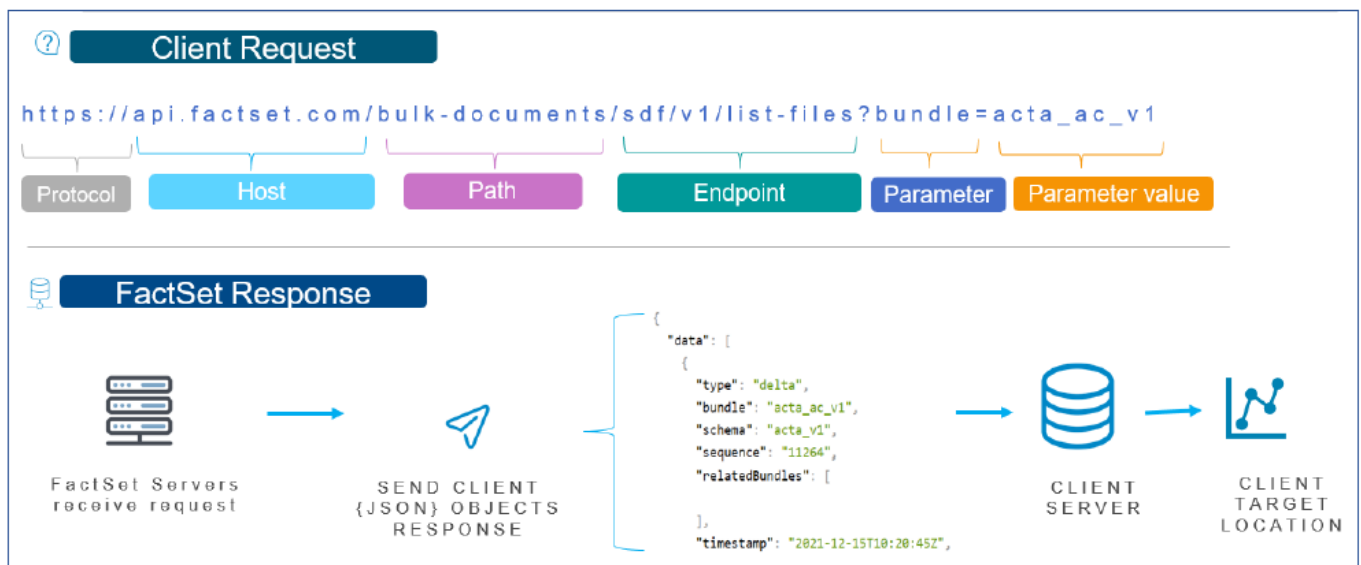 Client Request
https://api.factset.com/bulk-documents/sdf/v1/list-files?bundle=acta_ac_v1
Protocol
Host
Path
Endpoint
Parameter
Parameter value
FactSet Response
FactSet Servers
receive request
SEND CLIENT
{JSON} OBJECTS
RESPONSE
{
"data": [
{
"type": "delta",
"bundle": "acta_ac_v1",
"schema": "acta_v1",
"sequence": "11264",
"relatedBundles": [
],
"timestamp": "2021-12-15T10:20:45Z",
CLIENT
SERVER
CLIENT
TARGET
LOCATION